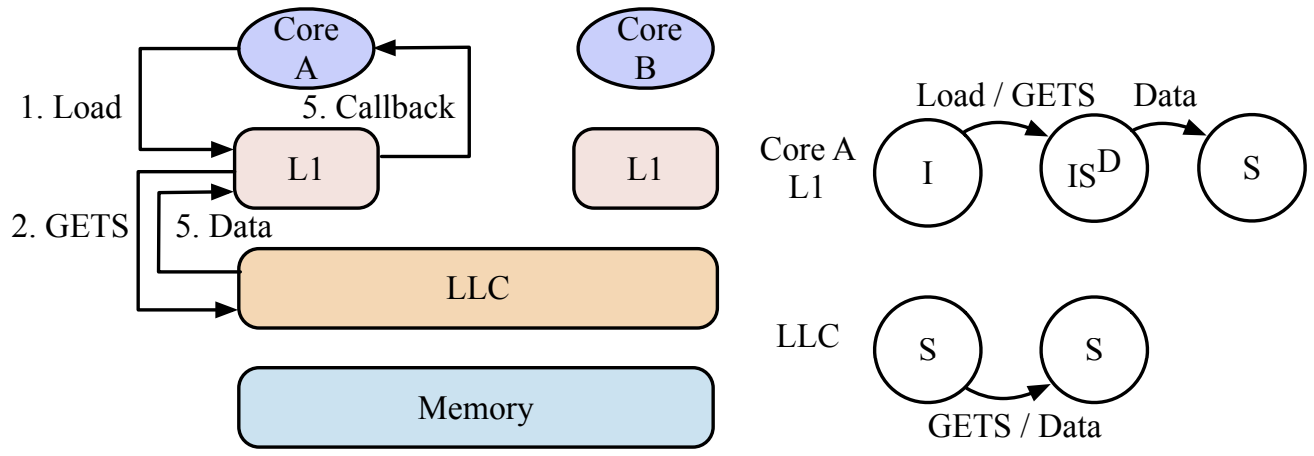 Core
A
Core
B
1. Load
5. Callback
L1
L1
2. GETS
5. Data
LLC
Memory
Load / GETS
Data
Core A
L1
I
IS^D
S
LLC
S
S
GETS / Data